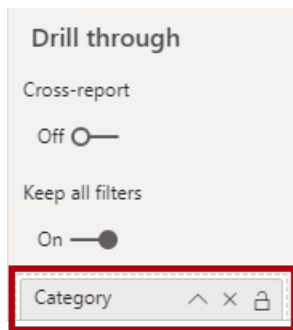 Drill through
Cross-report
Off
Keep all filters
On
Category